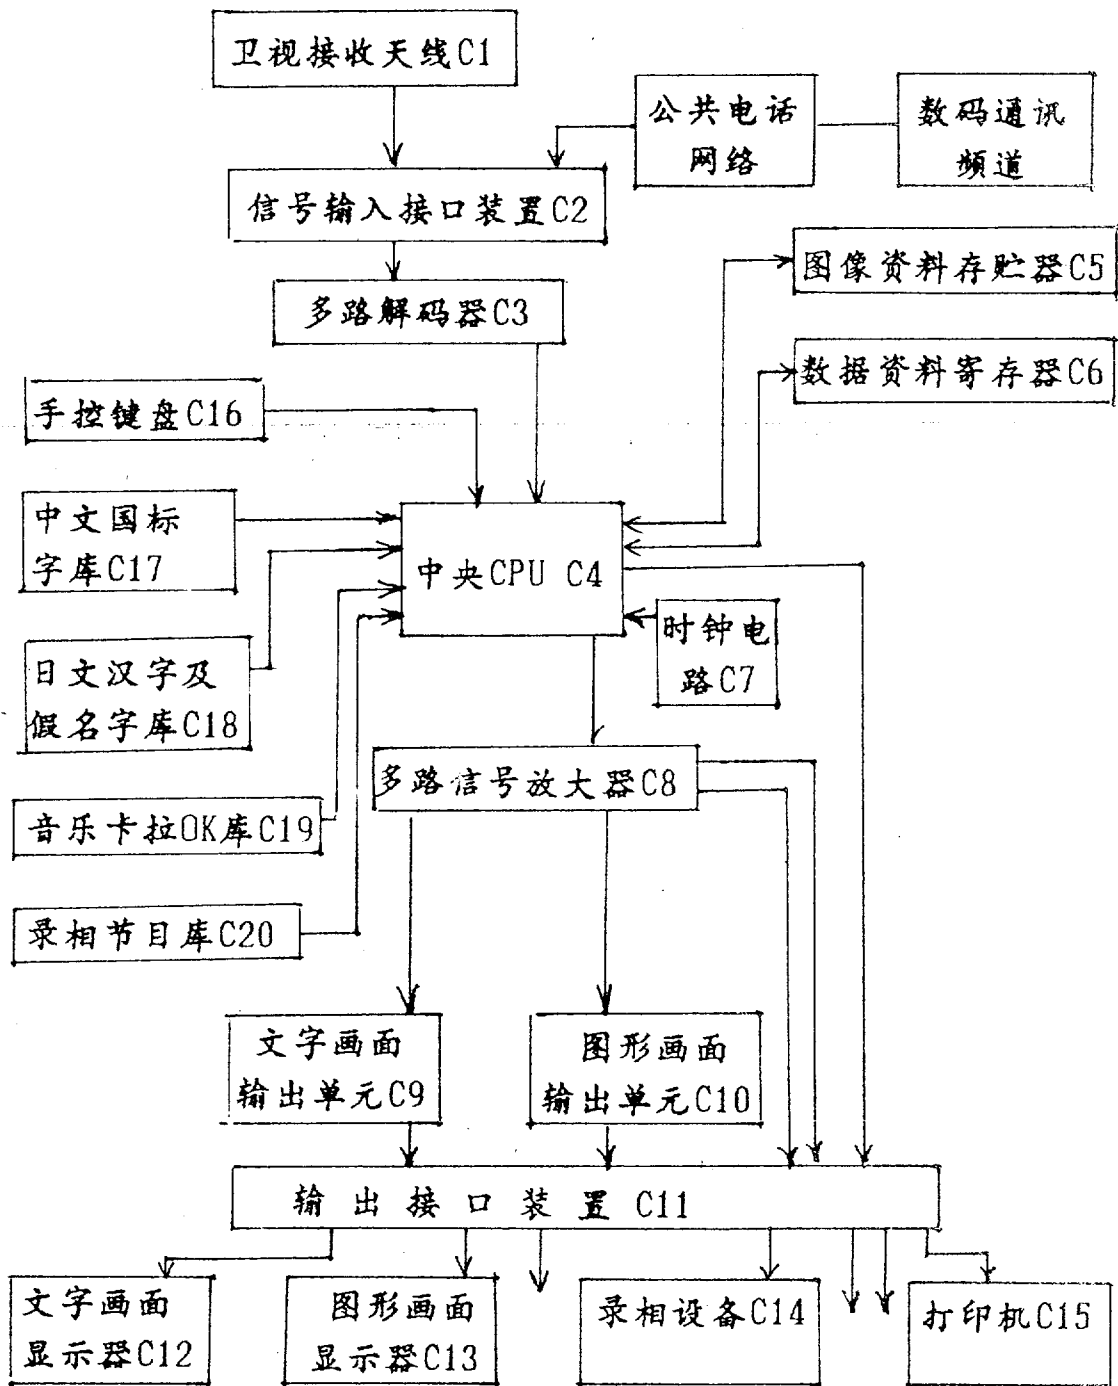 卫视接收天线C1
公共电话
网络
数码通讯
频道
信号输入接口装置C2
图像资料存贮器C5
多路解码器C3
数据资料寄存器C6
手控键盘C16
中文国标
字库C17
中央CPU C4
时钟电
路C7
日文汉字及
假名字库C18
多路信号放大器C8
音乐卡拉OK库C19
录相节目库C20
文字画面
输出单元C9
图形画面
输出单元C10
输出接口装置C11
文字画面
显示器C12
图形画面
显示器C13
录相设备C14
打印机C15